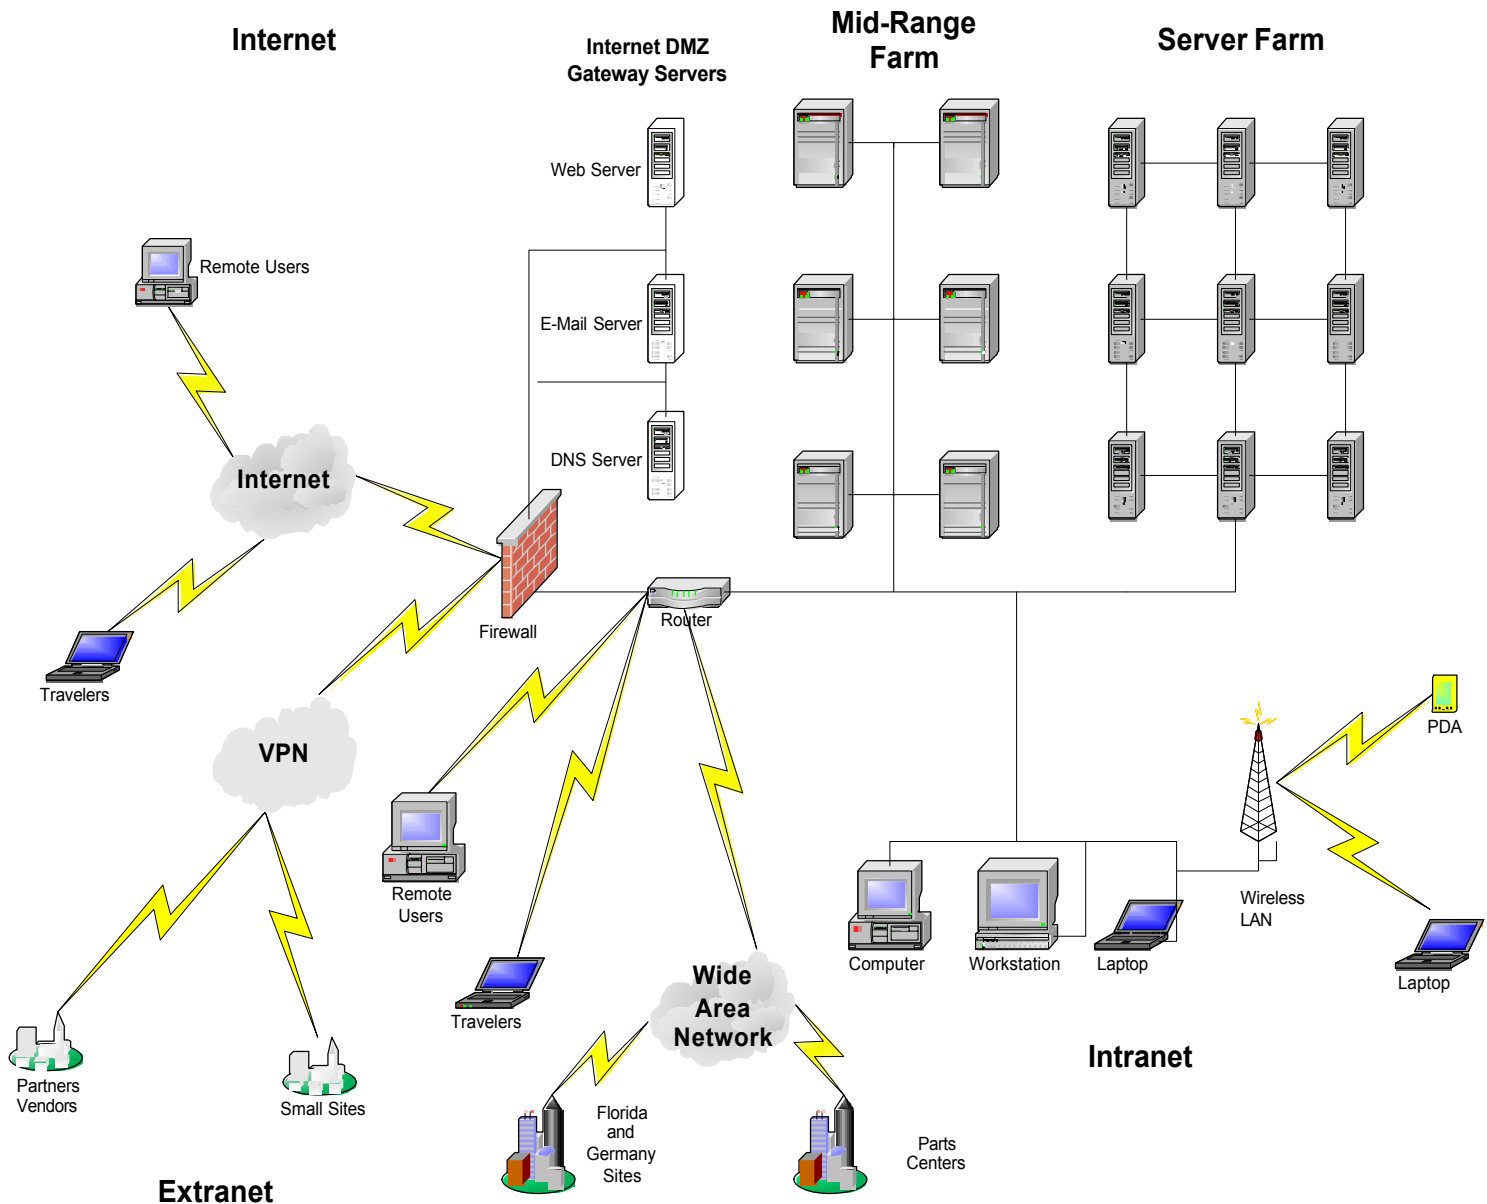 Internet
Internet DMZ
Gateway Servers
Mid-Range
Farm
Server Farm
Web Server
Remote Users
E-Mail Server
DNS Server
Internet
Firewall
Router
Travelers
VPN
PDA
Remote
Users
Computer
Workstation
Laptop
Wireless
LAN
Laptop
Travelers
Wide
Area
Network
Intranet
Partners
Vendors
Small Sites
Florida
and
Germany
Sites
Parts
Centers
Extranet